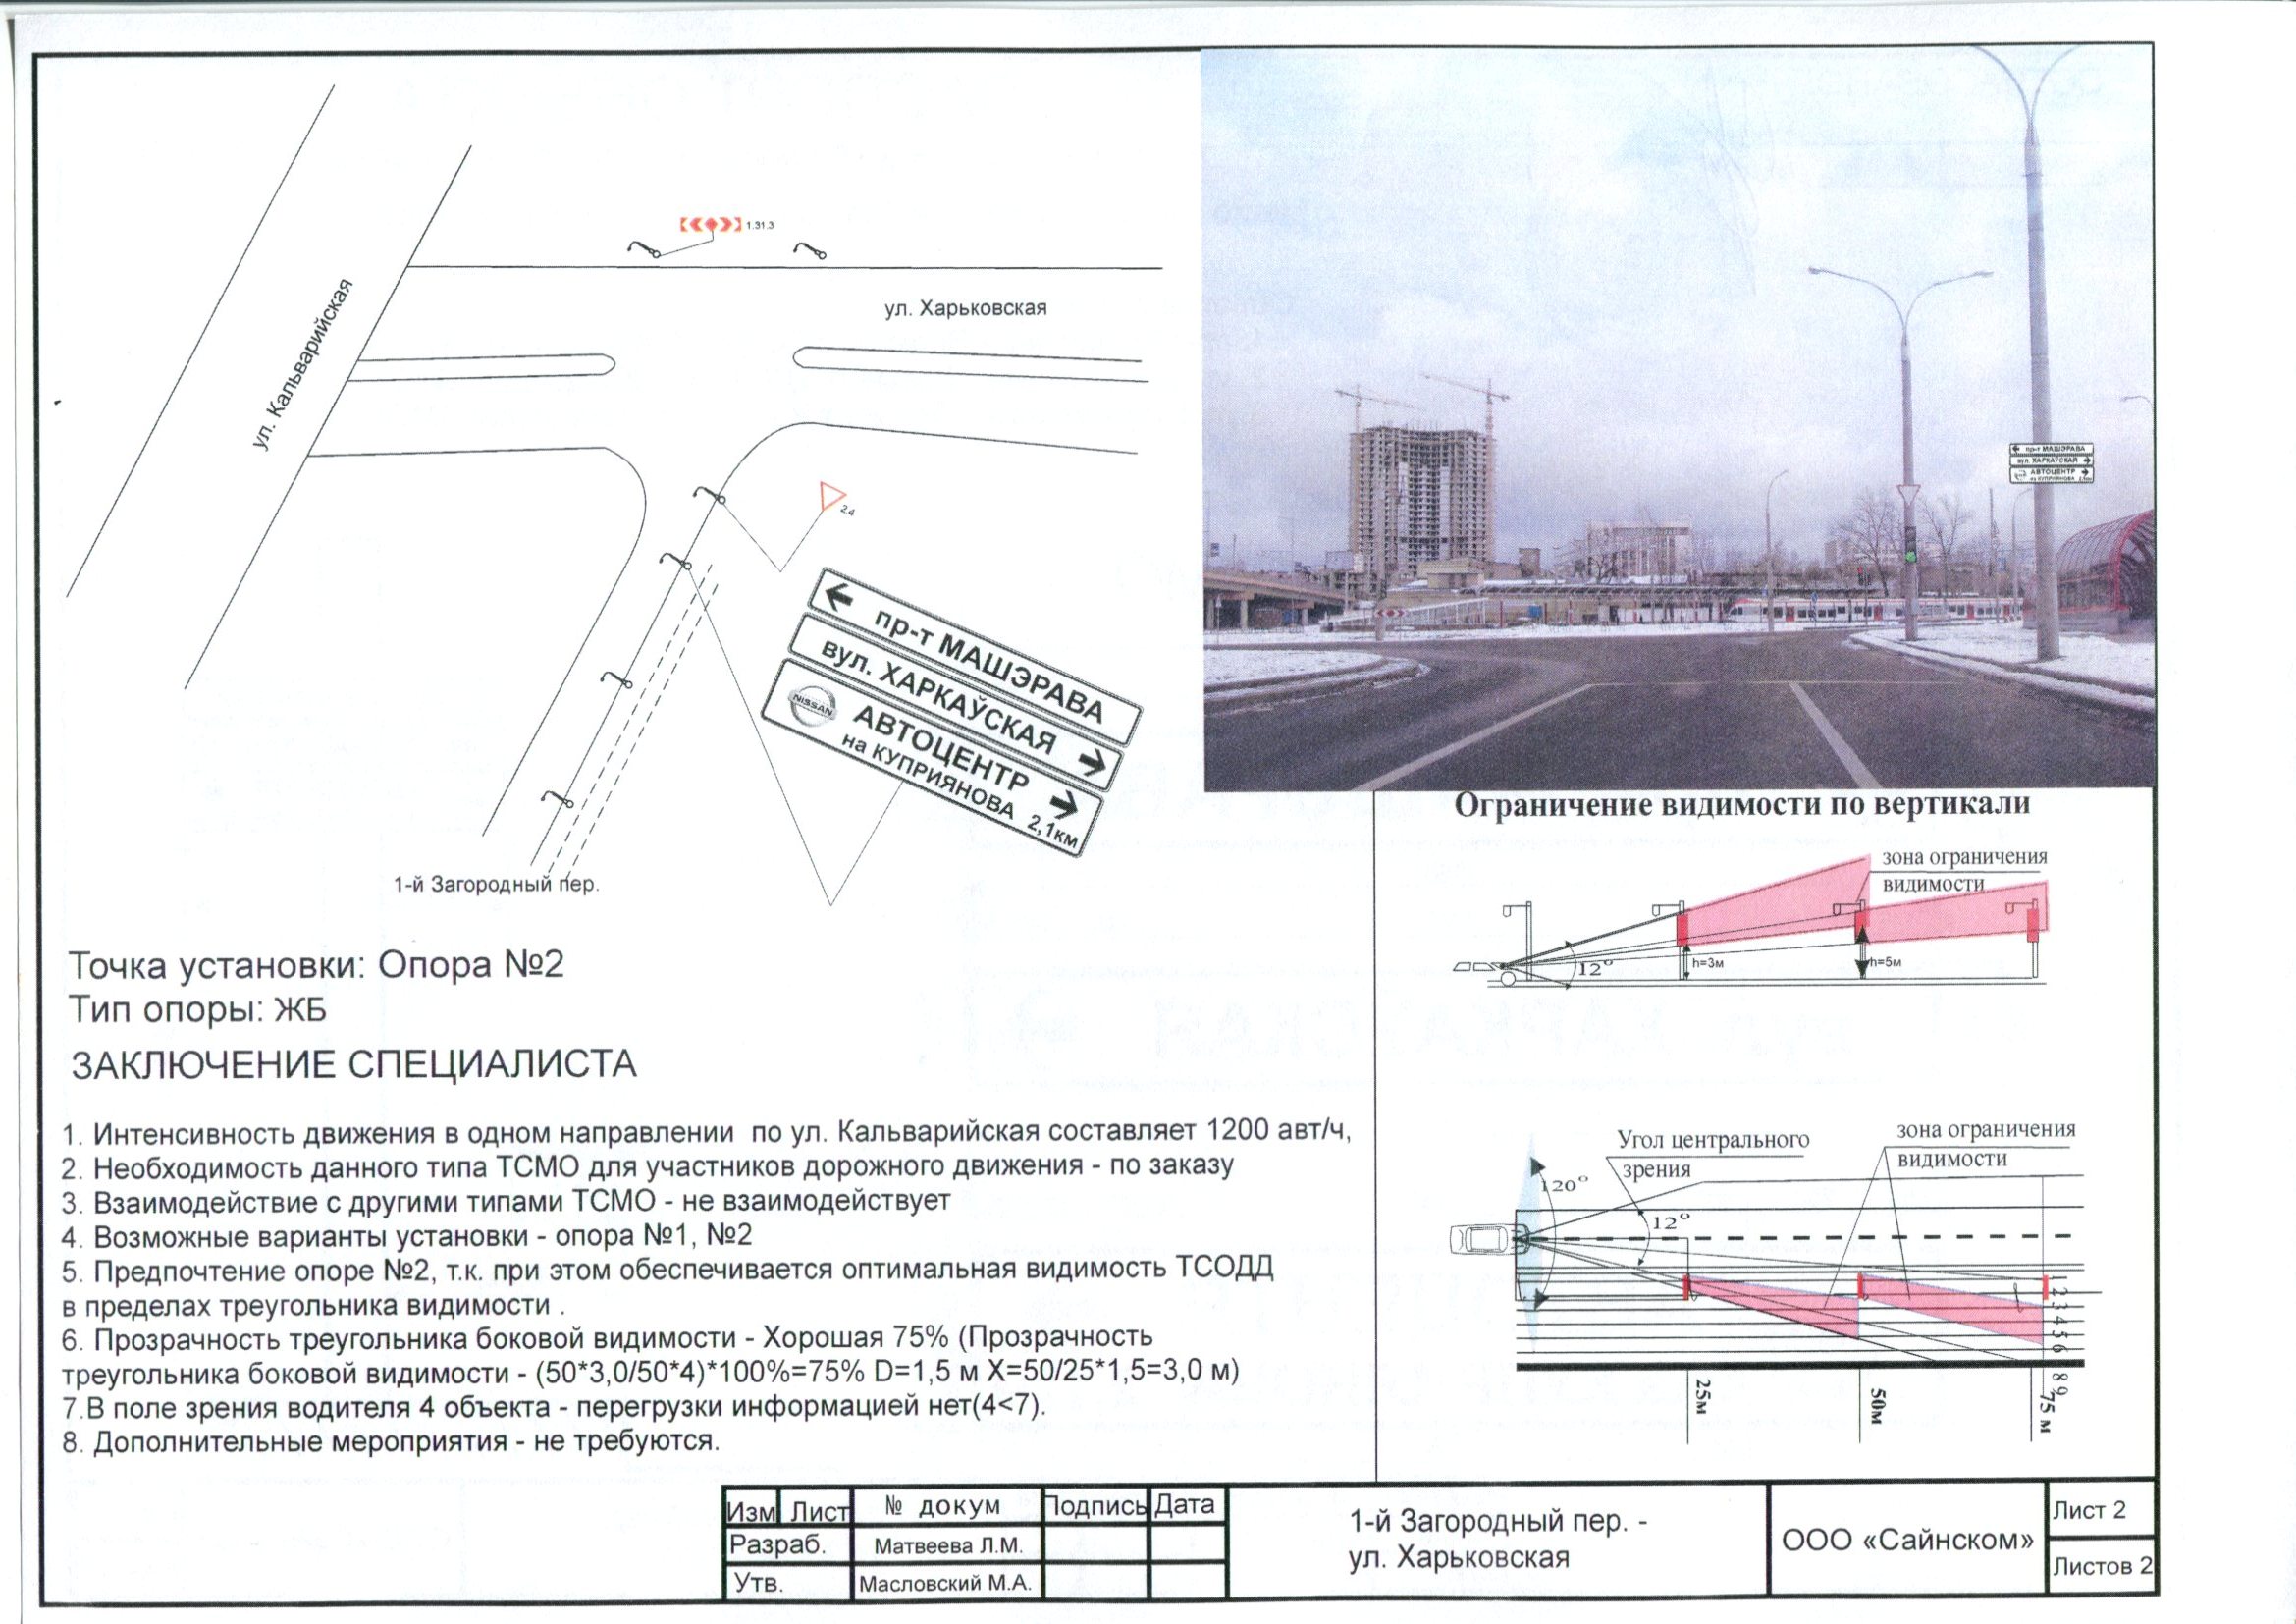 1.31.3
ул. Харьковская
ул. Кальварийская
2.4
пр-т МАШЭРАВА
вул. ХАРКАЎСКАЯ
NISSAN
АВТОЦЕНТР
на КУПРИЯНОВА 2,1км
1-й Загородный пер.
пр-т МАШЭРАВА
вул. ХАРКАЎСКАЯ
АВТОЦЕНТР
на КУПРИЯНОВА 2,1км
Ограничение видимости по вертикали
зона ограничения
видимости
12°
h=3м
h=5м
Точка установки: Опора №2
Тип опоры: ЖБ
ЗАКЛЮЧЕНИЕ СПЕЦИАЛИСТА
1. Интенсивность движения в одном направлении по ул. Кальварийская составляет 1200 авт/ч,
2. Необходимость данного типа ТСМО для участников дорожного движения - по заказу
3. Взаимодействие с другими типами ТСМО - не взаимодействует
4. Возможные варианты установки - опора №1, №2
5. Предпочтение опоре №2, т.к. при этом обеспечивается оптимальная видимость ТСОДД
в пределах треугольника видимости .
6. Прозрачность треугольника боковой видимости - Хорошая 75% (Прозрачность
треугольника боковой видимости - (50*3,0/50*4)*100%=75% D=1,5 м X=50/25*1,5=3,0 м)
7.В поле зрения водителя 4 объекта - перегрузки информацией нет(4<7).
8. Дополнительные мероприятия - не требуются.
Угол центрального
зрения
зона ограничения
видимости
120°
12°
1 2 3 4 5 6
8 9
25м
50м
75 м
Изм Лист № докум Подпись Дата
Разраб. Матвеева Л.М.
Утв. Масловский М.А.
1-й Загородный пер. -
ул. Харьковская
ООО «Сайнском»
Лист 2
Листов 2